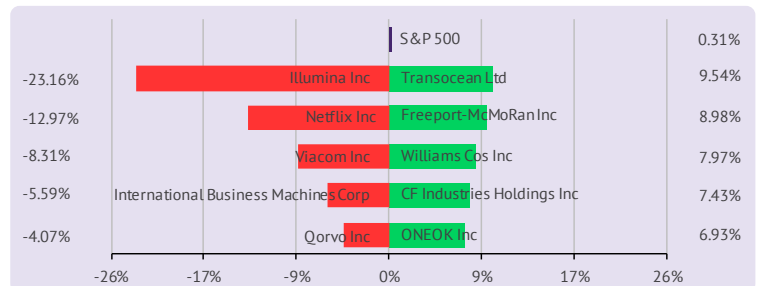 S&P 500 0.31%
-23.16% Illumina Inc Transocean Ltd 9.54%
-12.97% Netflix Inc Freeport-McMoRan Inc 8.98%
-8.31% Viacom Inc Williams Cos Inc 7.97%
-5.59% International Business Machines Corp CF Industries Holdings Inc 7.43%
-4.07% Qorvo Inc ONEOK Inc 6.93%
-26% -17% -9% 0% 9% 17% 26%